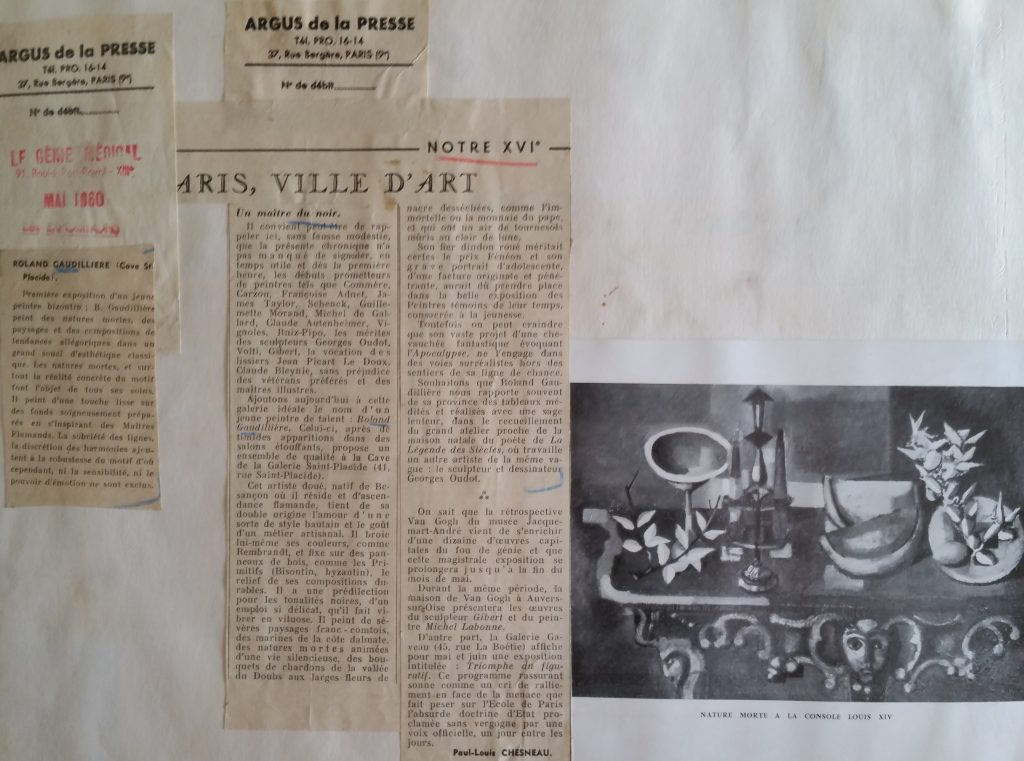 ARGUS de la PRESSE
Tél. PRO. 16-14
37, Rue Bergère, PARIS (9e)
N° de débit
LE GÉNIE MÉDICAL
MAI 1960
ROLAND GAUDILLIERE (Cave St-
Placide).
Première exposition d'un jeune
peintre bizontin : B. Gaudillière
peint des natures mortes, des
paysages et des compositions de
tendances allégoriques dans un
grand souci d'esthétique classi-
que. Les natures mortes, et sur-
tout la réalité concrète du motif
font l'objet de tous ses soins.
Il peint d'une touche lisse sur
des fonds soigneusement prépa-
rés en s'inspirant des Maîtres
Flamands. La sobriété des lignes,
la discrétion des harmonies ajou-
tent à la robustesse du motif d'où
cependant, ni la sensibilité, ni le
pouvoir d'émotion ne sont exclus.
ARGUS de la PRESSE
Tél. PRO. 16-14
37, Rue Bergère, PARIS (9e)
N° de débit
NOTRE XVIe
ARIS, VILLE D'ART
Un maître du noir.
Il convient peut-être de rap-
peler ici, sans fausse modestie,
que la présente chronique n'a
pas manqué de signaler, en
temps utile et dès la première
heure, les débuts prometteurs
de peintres tels que Commère,
Carzou, Françoise Adnet, Ja-
mes Taylor, Schenck, Guille-
mette Morand, Michel de Gal-
lard, Claude Autenheimer, Vi-
gnoles, Ruiz-Pipo, les mérites
des sculpteurs Georges Oudot,
Volti, Gibert, la vocation des
lissiers Jean Picart Le Doux,
Claude Bleynie, sans préjudice
des vétérans préférés et des
maîtres illustres.
Ajoutons aujourd'hui à cette
galerie idéale le nom d'un
jeune peintre de talent : Roland
Gaudillière. Celui-ci, après de
timides apparitions dans des
salons étouffants, propose un
ensemble de qualité à la Cave
de la Galerie Saint-Placide (41,
rue Saint-Placide).
Cet artiste doué, natif de Be-
sançon où il réside et d'ascen-
dance flamande, tient de sa
double origine l'amour d'une
sorte de style hautain et le goût
d'un métier artisanal. Il broie
lui-même ses couleurs, comme
Rembrandt, et fixe sur des pan-
neaux de bois, comme les Pri-
mitifs (Bisontin, byzantin), le
relief de ses compositions du-
rables. Il a une prédilection
pour les tonalités noires, d'un
emploi si délicat, qu'il fait vi-
brer en vituose. Il peint de sé-
vères paysages franc-comtois,
des marines de la côte dalmate,
des natures mortes animées
d'une vie silencieuse, des bou-
quets de chardons de la vallée
du Doubs aux larges fleurs de
nacre desséchées, comme l'im-
mortelle ou la monnaie du pape,
et qui ont un air de tournesols
mûris au clair de lune.
Son fier dindon roué méritait
certes le prix Fénéon et son
grave portrait d'adolescente,
d'une facture originale et péné-
trante, aurait dû prendre place
dans la belle exposition des
Peintres témoins de leur temps,
consacrée à la jeunesse.
Toutefois on peut craindre
que son vaste projet d'une che-
vauchée fantastique évoquant
l'Apocalypse, ne l'engage dans
des voies surréalistes hors des
sentiers de sa ligne de chance.
Souhaitons que Roland Gau-
dillière nous rapporte souvent
de sa province des tableaux mé-
dités et réalisés avec une sage
lenteur, dans le recueillement
du grand atelier proche de la
maison natale du poète de La
Légende des Siècles, où travaille
un autre artiste de la même va-
gue : le sculpteur et dessinateur
Georges Oudot.
On sait que la rétrospective
Van Gogh du musée Jacque-
mart-André vient de s'enrichir
d'une dizaine d'œuvres capi-
tales du fou de génie et que
cette magistrale exposition se
prolongera jusqu'à la fin du
mois de mai.
Durant la même période, la
maison de Van Gogh à Auvers-
sur-Oise présentera les œuvres
du sculpteur Gibert et du pein-
tre Michel Labonne.
D'autre part, la Galerie Ga-
veau (45, rue La Boétie) affiche
pour mai et juin une exposition
intitulée : Triomphe du figu-
ratif. Ce programme rassurant
sonne comme un cri de rallie-
ment en face de la menace que
fait peser sur l'Ecole de Paris
l'absurde doctrine d'Etat pro-
clamée sans vergogne par une
voix officielle, un jour entre les
jours.
Paul-Louis CHESNEAU.
NATURE MORTE A LA CONSOLE LOUIS XIV